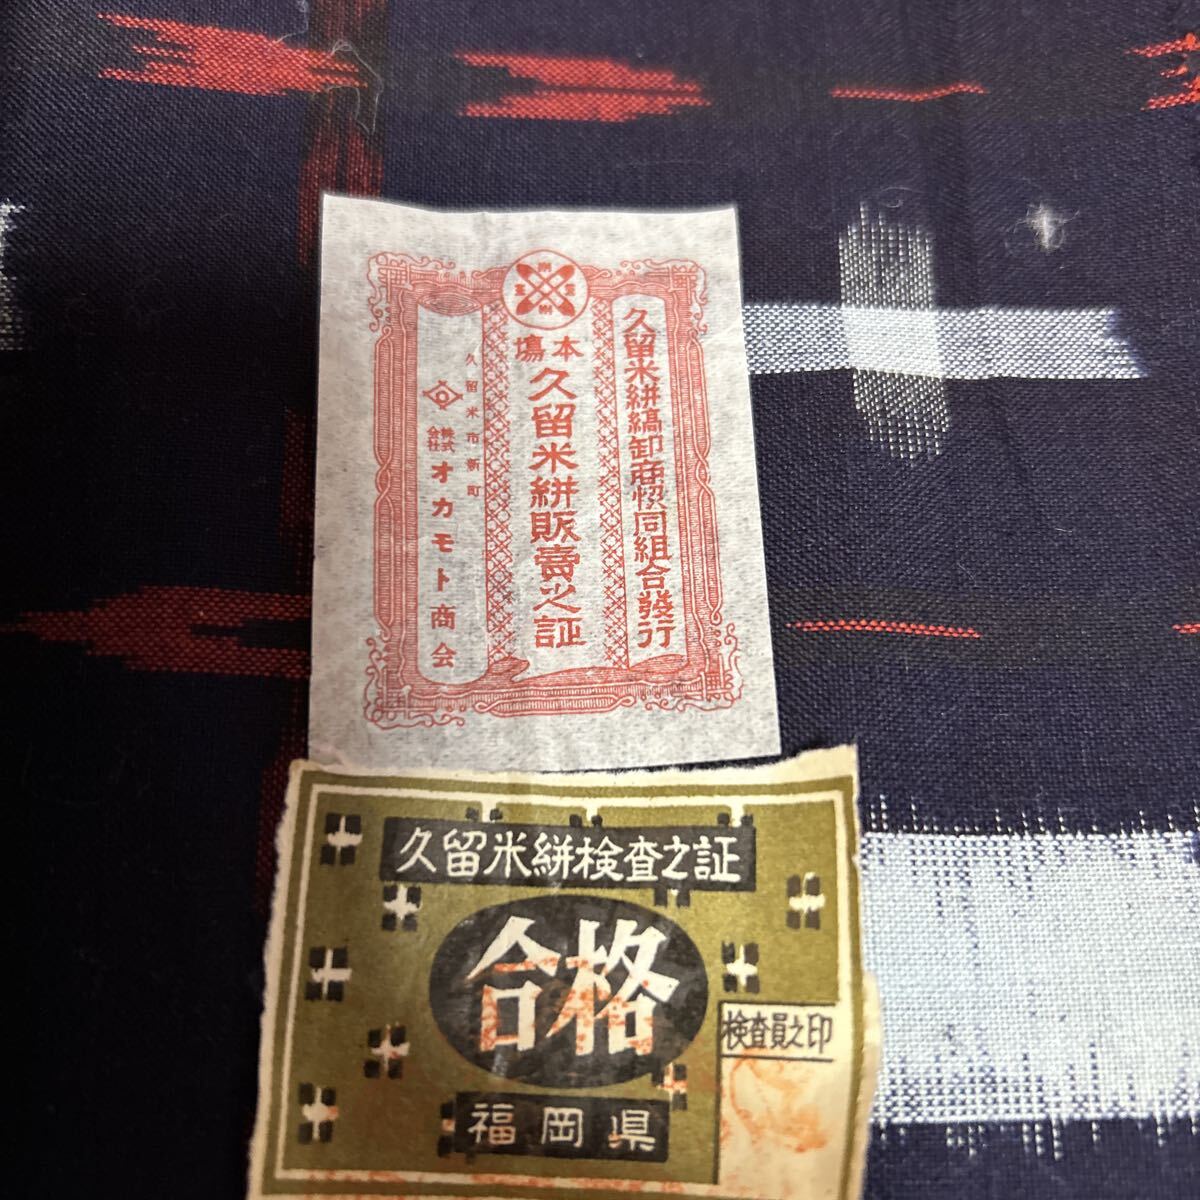 久留米絣縞卸商協同組合發行
本場
久留米絣販賣之証
久留米市新町
株式
会社
オカモト商会
久留米絣検査之証
合格
検査員之印
福岡県